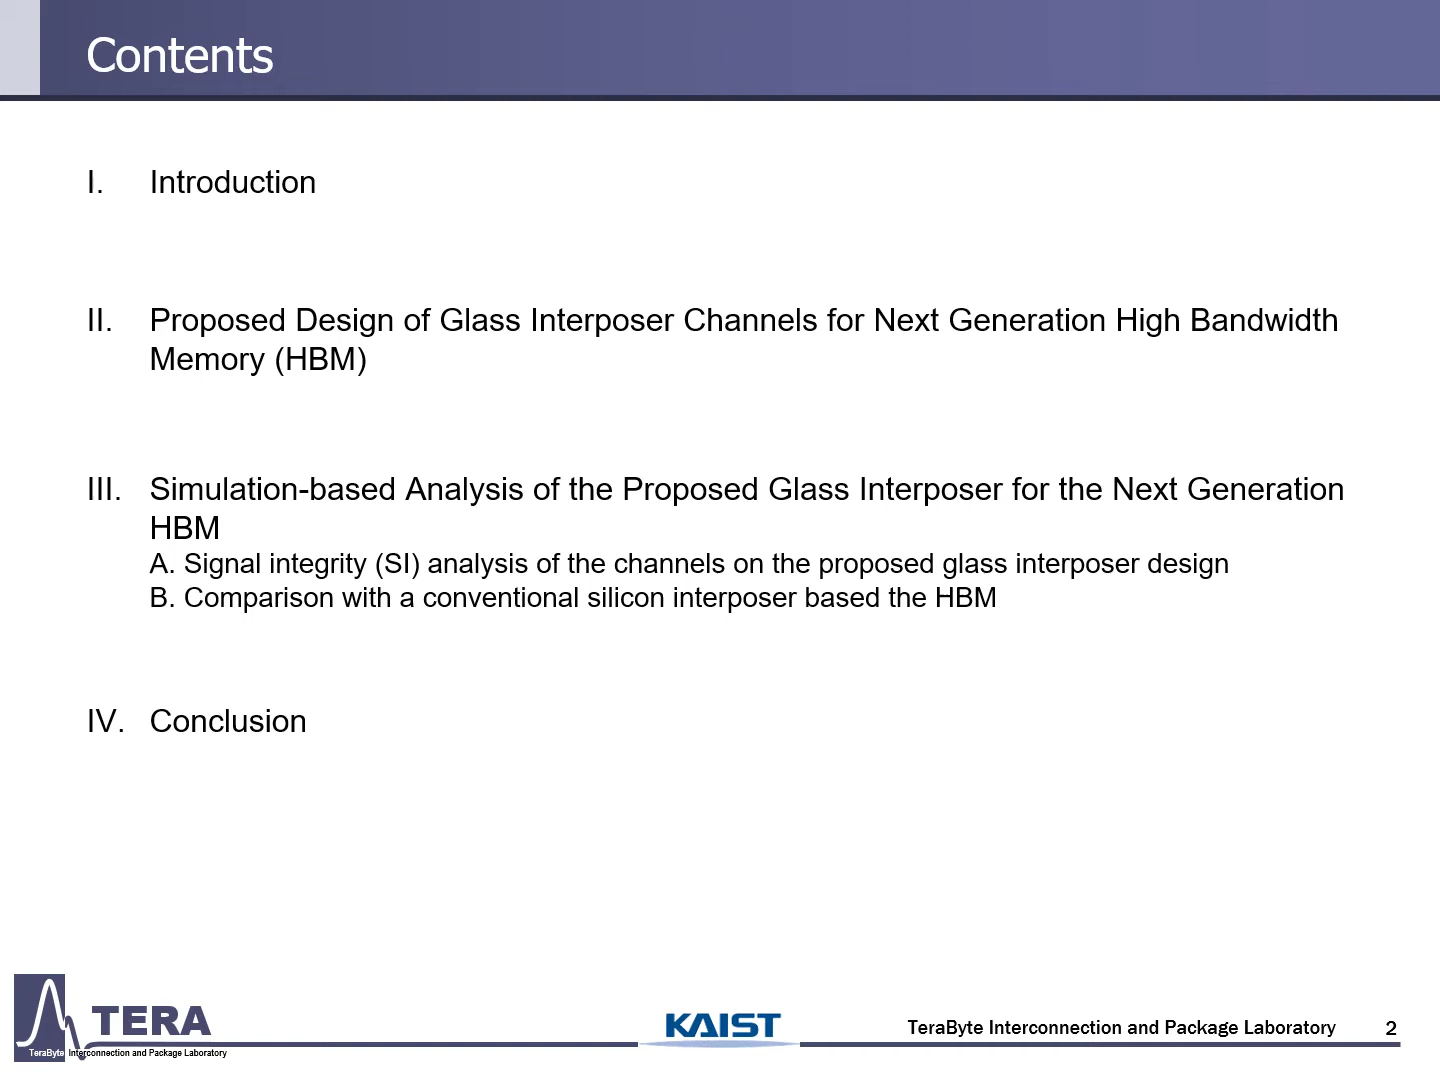 Contents
I. Introduction
II. Proposed Design of Glass Interposer Channels for Next Generation High Bandwidth
Memory (HBM)
III. Simulation-based Analysis of the Proposed Glass Interposer for the Next Generation
HBM
A. Signal integrity (SI) analysis of the channels on the proposed glass interposer design
B. Comparison with a conventional silicon interposer based the HBM
IV. Conclusion
TERA
TeraByte Interconnection and Package Laboratory
KAIST
TeraByte Interconnection and Package Laboratory 2